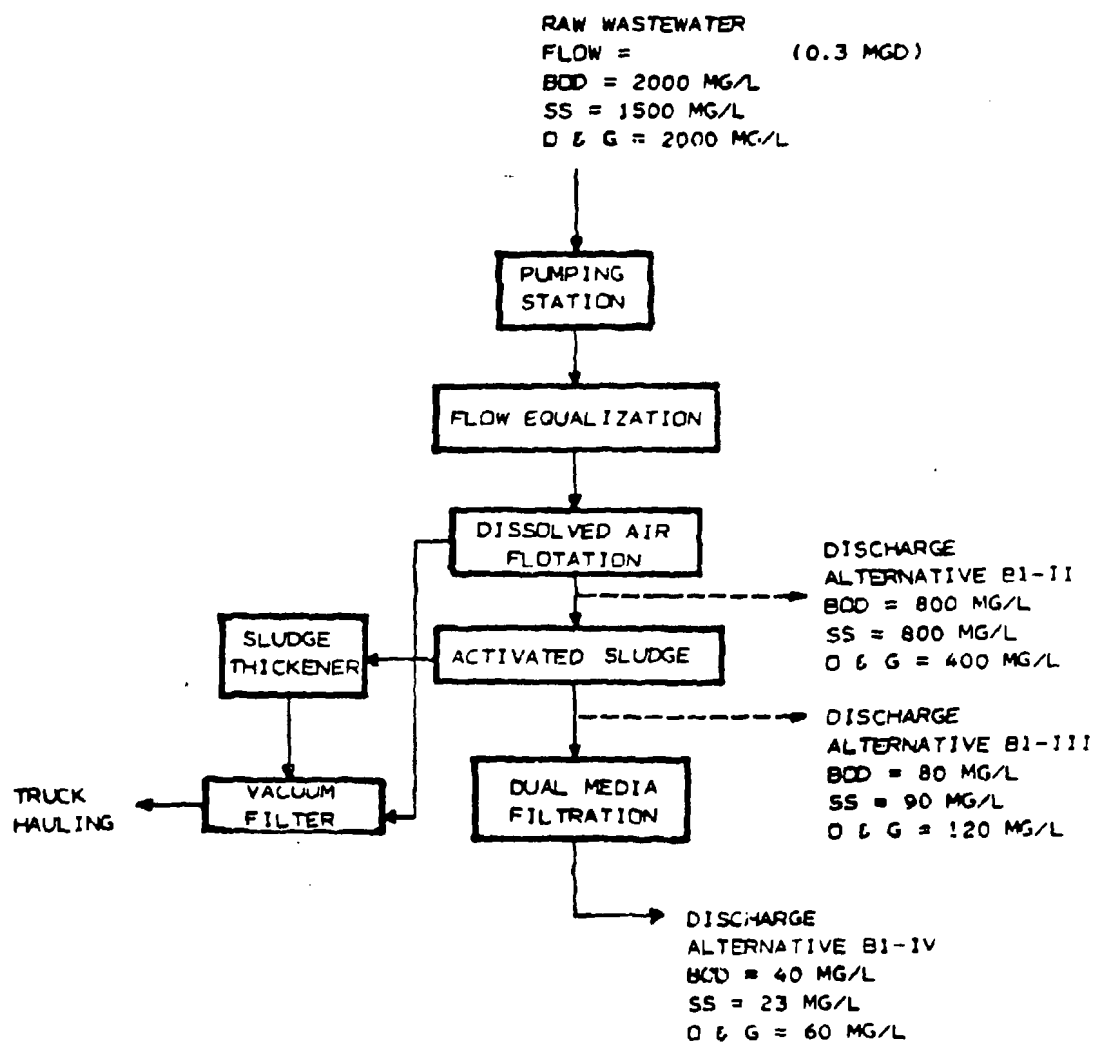 RAW WASTEWATER
FLOW = (0.3 MGD)
BOD = 2000 MG/L
SS = 1500 MG/L
O & G = 2000 MG/L
PUMPING
STATION
FLOW EQUALIZATION
DISSOLVED AIR
FLOTATION
DISCHARGE
ALTERNATIVE B1-II
BOD = 800 MG/L
SS = 800 MG/L
O & G = 400 MG/L
SLUDGE
THICKENER
ACTIVATED SLUDGE
DISCHARGE
ALTERNATIVE B1-III
BOD = 80 MG/L
SS = 90 MG/L
O & G = 120 MG/L
TRUCK
HAULING
VACUUM
FILTER
DUAL MEDIA
FILTRATION
DISCHARGE
ALTERNATIVE B1-IV
BOD = 40 MG/L
SS = 23 MG/L
O & G = 60 MG/L